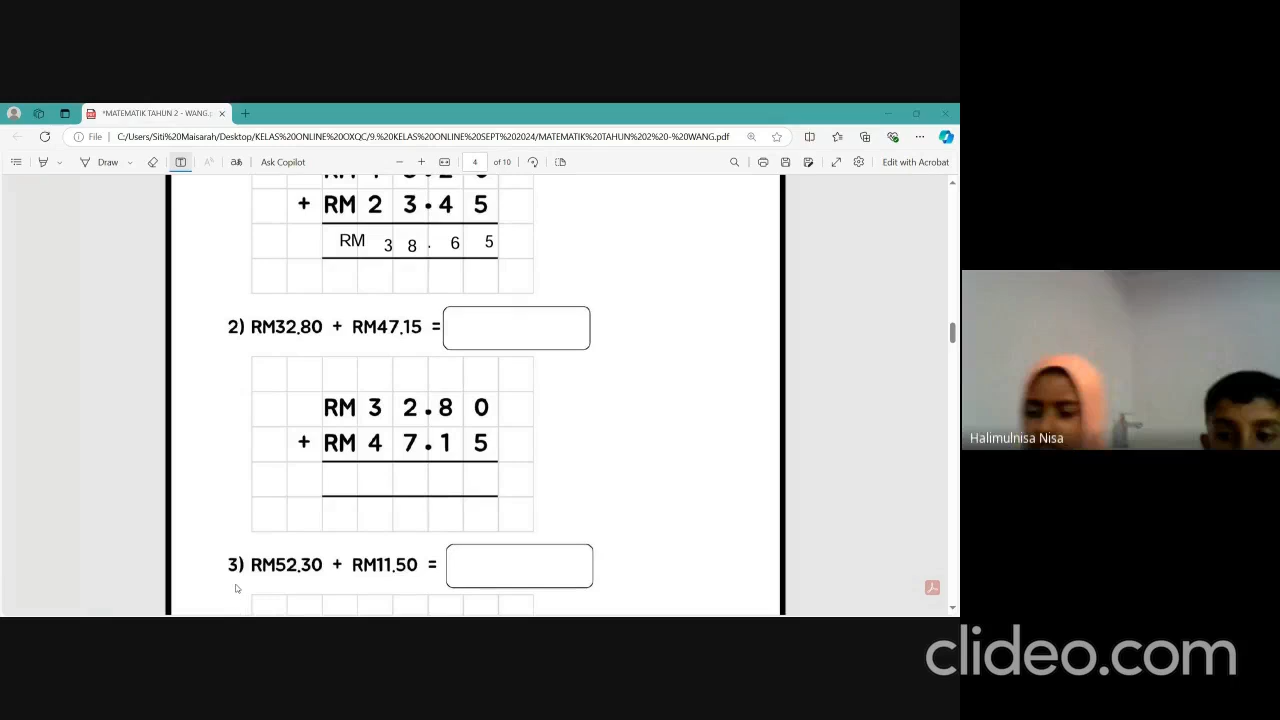 *MATEMATIK TAHUN 2 - WANG.p
File C:/Users/Siti%20Maisarah/Desktop/KELAS%20ONLINE%20OXQC/9.%20KELAS%20ONLINE%20SEPT%202024/MATEMATIK%20TAHUN%202%20-%20WANG.pdf
Draw Ask Copilot 4 of 10 Edit with Acrobat
+ RM 2 3.4 5
RM 3 8 . 6 5
2) RM32.80 + RM47.15 =
RM 3 2.8 0
+ RM 4 7.1 5
3) RM52.30 + RM11.50 =
Halimulnisa Nisa
clideo.com